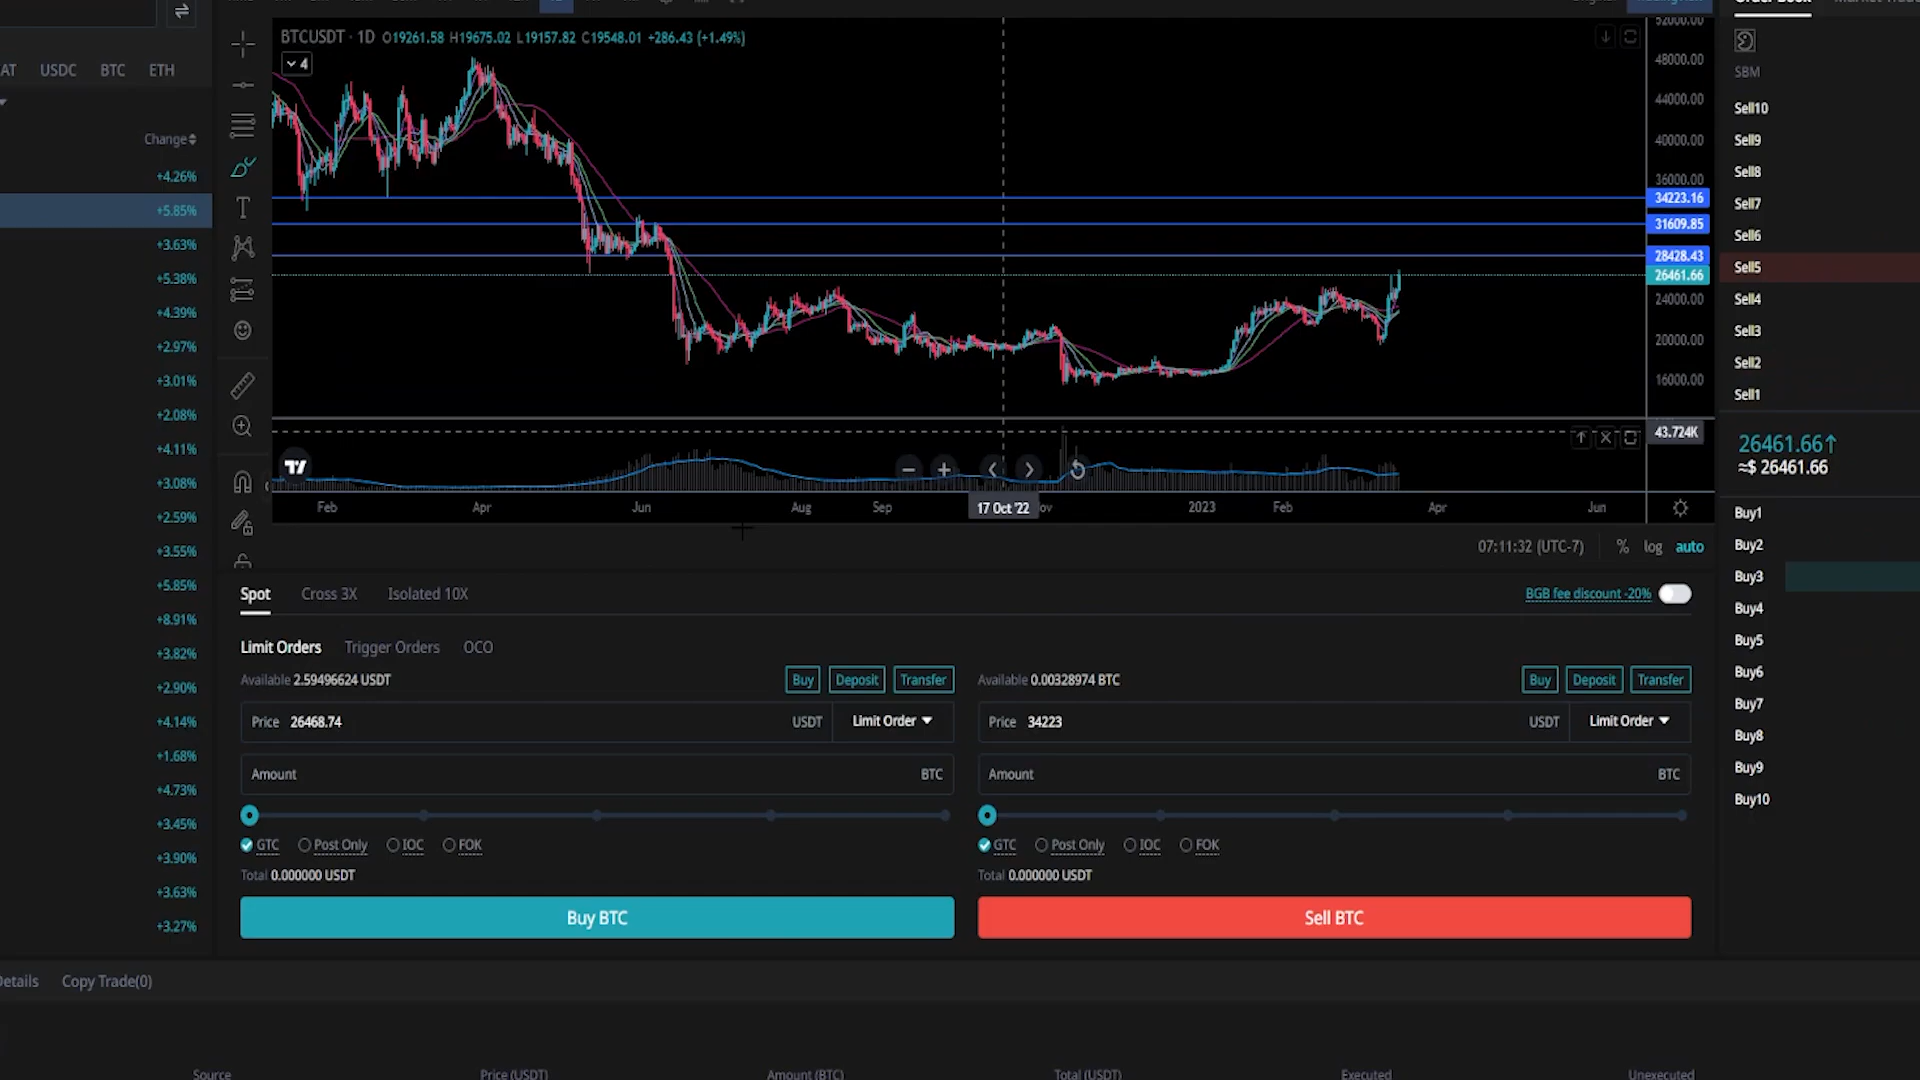 Order Book
BTCUSDT · 1D O19261.58 H19675.02 L19157.82 C19548.01 +286.43 (+1.49%)
4
USDC BTC ETH
Change
+4.26%
+5.85%
+3.63%
+5.38%
+4.39%
+2.97%
+3.01%
+2.08%
+4.11%
+3.08%
+2.59%
+3.55%
+5.85%
+8.91%
+3.82%
+2.90%
+4.14%
+1.68%
+4.73%
+3.45%
+3.90%
+3.63%
+3.27%
52000.00
48000.00
44000.00
40000.00
36000.00
34223.16
31609.85
28428.43
26461.66
24000.00
20000.00
16000.00
43.724K
Feb Apr Jun Aug Sep 17 Oct '22 2023 Feb Apr Jun
07:11:32 (UTC-7) % log auto
Spot Cross 3X Isolated 10X
BGB fee discount -20%
Limit Orders Trigger Orders OCO
Available 2.59496624 USDT Buy Deposit Transfer
Price 26468.74 USDT Limit Order
Amount BTC
GTC Post Only IOC FOK
Total 0.000000 USDT
Buy BTC
Available 0.00328974 BTC Buy Deposit Transfer
Price 34223 USDT Limit Order
Amount BTC
GTC Post Only IOC FOK
Total 0.000000 USDT
Sell BTC
SBM
Sell10
Sell9
Sell8
Sell7
Sell6
Sell5
Sell4
Sell3
Sell2
Sell1
26461.66↑
≈$ 26461.66
Buy1
Buy2
Buy3
Buy4
Buy5
Buy6
Buy7
Buy8
Buy9
Buy10
Copy Trade(0)
Source Price (USDT) Amount (BTC) Total (USDT) Executed Unexecuted